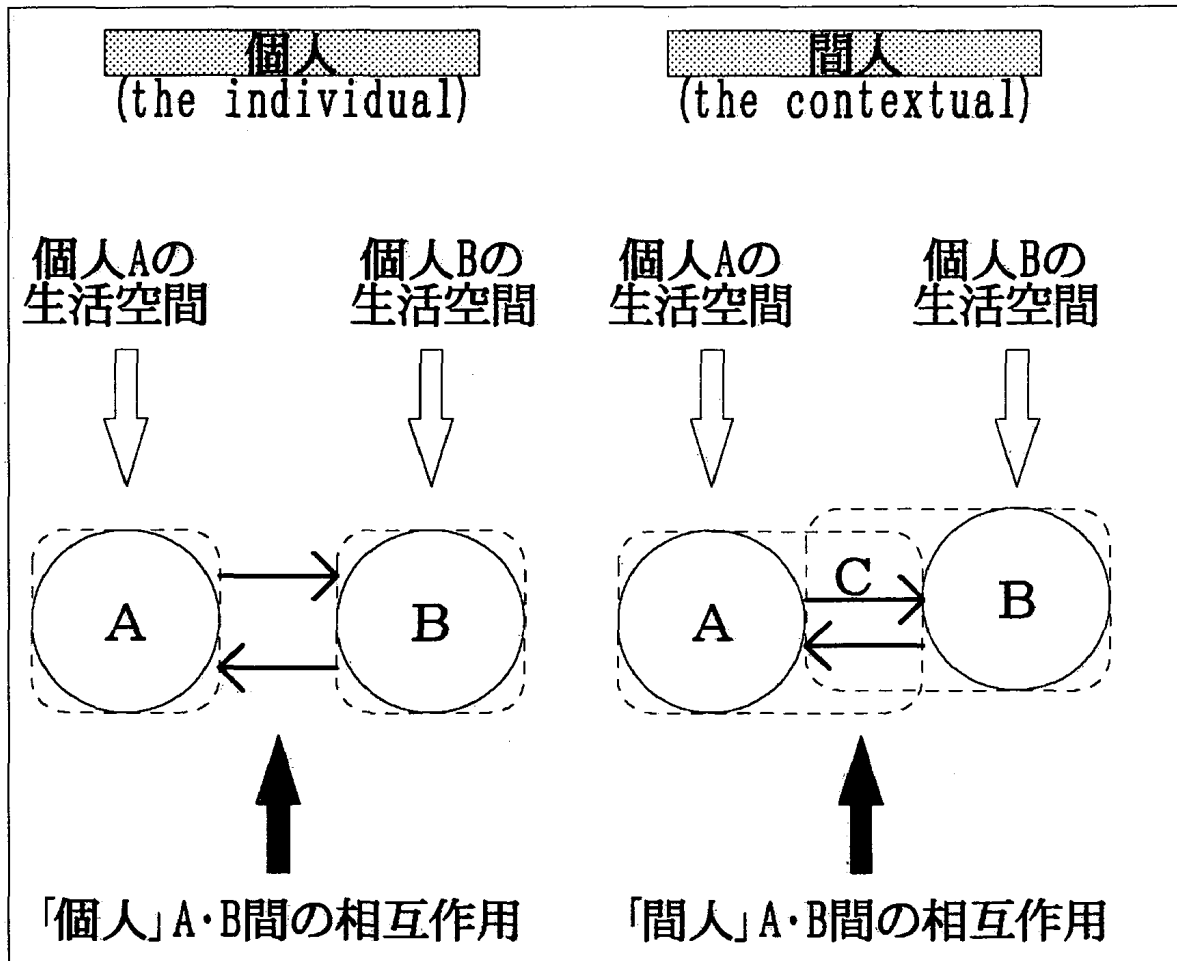 個人
(the individual)
間人
(the contextual)
個人Aの
生活空間
個人Bの
生活空間
個人Aの
生活空間
個人Bの
生活空間
A
B
A
C
B
「個人」A・B間の相互作用
「間人」A・B間の相互作用